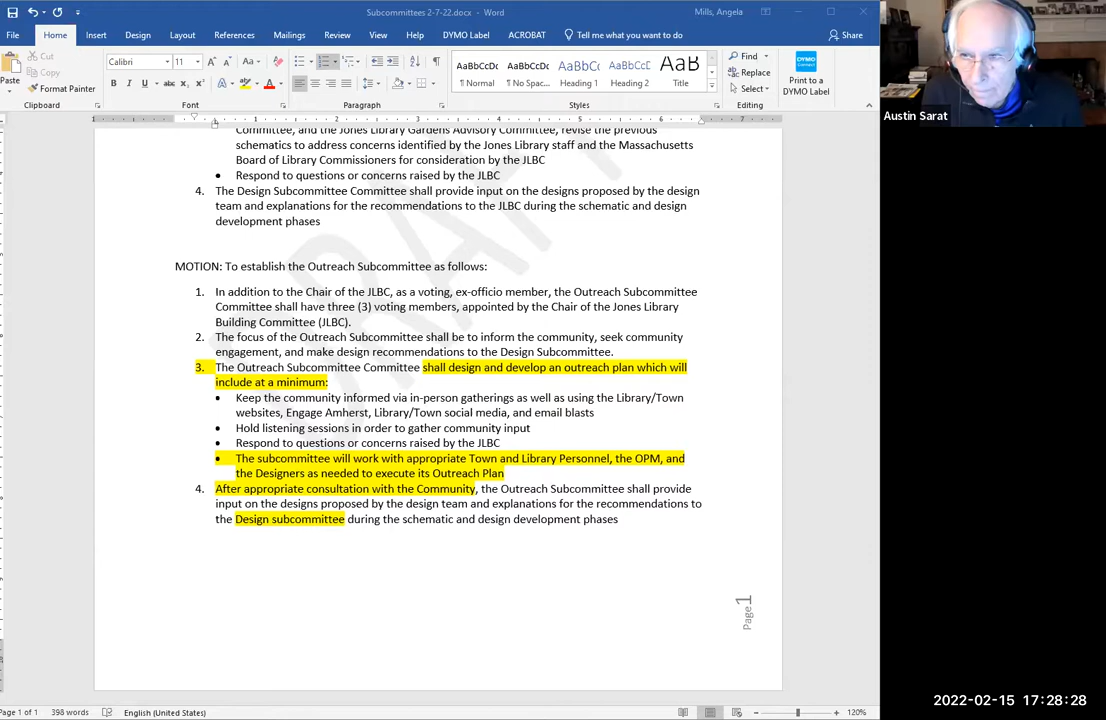 Subcommittees 2-7-22.docx - Word
Mills, Angela
File Home Insert Design Layout References Mailings Review View Help DYMO Label ACROBAT Tell me what you want to do Share
Cut
Copy
Format Painter
Paste
Clipboard
Calibri 11
Font
Paragraph
AaBbCcDc AaBbCcDc AaBbCc AaBbCcD AaB
¶ Normal ¶ No Spac... Heading 1 Heading 2 Title
Styles
Find
Replace
Select
Editing
Print to a
DYMO Label
DYMO Label
Austin Sarat
Committee, and the Jones Library Gardens Advisory Committee, revise the previous
schematics to address concerns identified by the Jones Library staff and the Massachusetts
Board of Library Commissioners for consideration by the JLBC
• Respond to questions or concerns raised by the JLBC
4. The Design Subcommittee Committee shall provide input on the designs proposed by the design
team and explanations for the recommendations to the JLBC during the schematic and design
development phases
MOTION: To establish the Outreach Subcommittee as follows:
1. In addition to the Chair of the JLBC, as a voting, ex-officio member, the Outreach Subcommittee
Committee shall have three (3) voting members, appointed by the Chair of the Jones Library
Building Committee (JLBC).
2. The focus of the Outreach Subcommittee shall be to inform the community, seek community
engagement, and make design recommendations to the Design Subcommittee.
3. The Outreach Subcommittee Committee shall design and develop an outreach plan which will
include at a minimum:
• Keep the community informed via in-person gatherings as well as using the Library/Town
websites, Engage Amherst, Library/Town social media, and email blasts
• Hold listening sessions in order to gather community input
• Respond to questions or concerns raised by the JLBC
• The subcommittee will work with appropriate Town and Library Personnel, the OPM, and
the Designers as needed to execute its Outreach Plan
4. After appropriate consultation with the Community, the Outreach Subcommittee shall provide
input on the designs proposed by the design team and explanations for the recommendations to
the Design subcommittee during the schematic and design development phases
DRAFT
Page 1
2022-02-15 17:28:28
Page 1 of 1 398 words English (United States) 120%